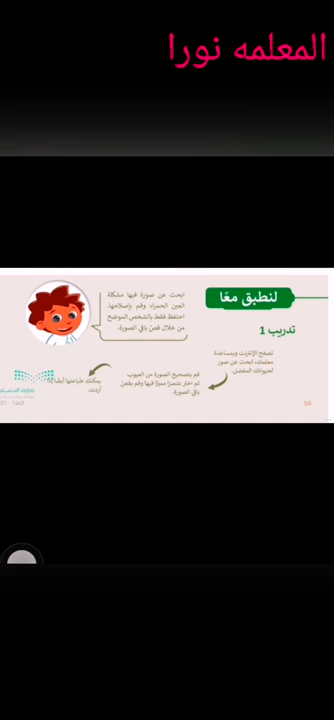 المعلمه نورا
لنطبق معًا
تدريب 1
ابحث عن صورة فيها مشكلة
العين الحمراء وقم بإصلاحها.
احتفظ فقط بالشخص الموضح
من خلال قصّ باقي الصورة.
تصفح الإنترنت وبمساعدة
معلمتك، ابحث عن صور
لحيوانك المفضل.
قم بتصحيح الصورة من العيوب
ثم اختر عنصرًا مميزًا فيها وقم بقصّ
باقي الصورة.
يمكنك طباعتها أيضًا إذا
أردت.
56
1443